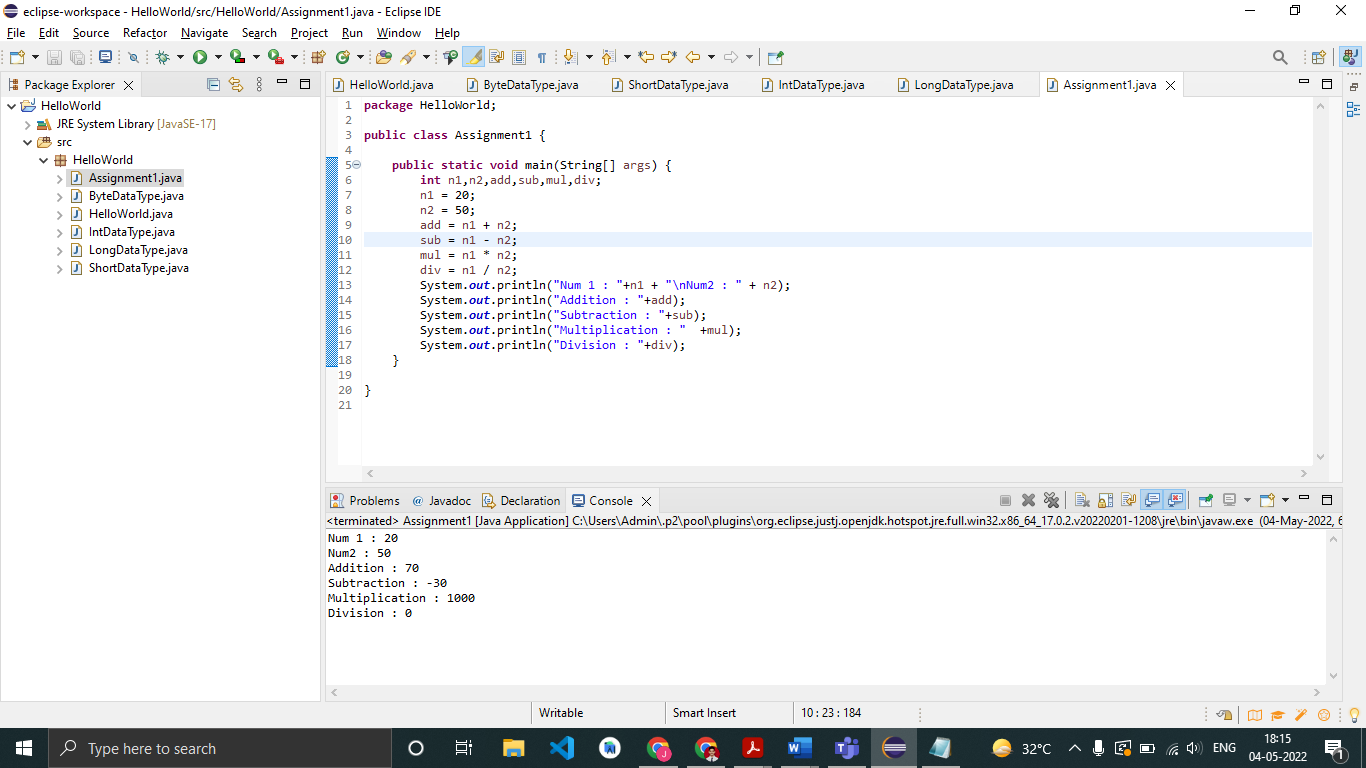 eclipse-workspace - HelloWorld/src/HelloWorld/Assignment1.java - Eclipse IDE
File Edit Source Refactor Navigate Search Project Run Window Help
Package Explorer
HelloWorld
JRE System Library [JavaSE-17]
src
HelloWorld
Assignment1.java
ByteDataType.java
HelloWorld.java
IntDataType.java
LongDataType.java
ShortDataType.java
HelloWorld.java ByteDataType.java ShortDataType.java IntDataType.java LongDataType.java Assignment1.java
1 package HelloWorld;
2
3 public class Assignment1 {
4
5 public static void main(String[] args) {
6 int n1,n2,add,sub,mul,div;
7 n1 = 20;
8 n2 = 50;
9 add = n1 + n2;
10 sub = n1 - n2;
11 mul = n1 * n2;
12 div = n1 / n2;
13 System.out.println("Num 1 : "+n1 + "\nNum2 : " + n2);
14 System.out.println("Addition : "+add);
15 System.out.println("Subtraction : "+sub);
16 System.out.println("Multiplication : "  +mul);
17 System.out.println("Division : "+div);
18 }
19
20 }
21
Problems @ Javadoc Declaration Console
<terminated> Assignment1 [Java Application] C:\Users\Admin\.p2\pool\plugins\org.eclipse.justj.openjdk.hotspot.jre.full.win32.x86_64_17.0.2.v20220201-1208\jre\bin\javaw.exe (04-May-2022, 6
Num 1 : 20
Num2 : 50
Addition : 70
Subtraction : -30
Multiplication : 1000
Division : 0
Writable Smart Insert 10 : 23 : 184
Type here to search
32°C ENG
18:15
04-05-2022
1